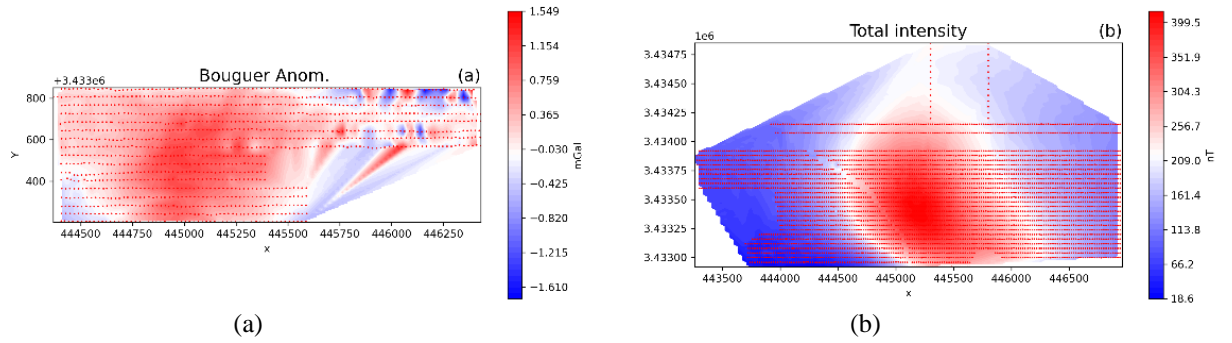 Bouguer Anom.
(a)
+3.433e6
800
600
400
Y
444500 444750 445000 445250 445500 445750 446000 446250
x
1.549
1.154
0.759
0.365
−0.030
−0.425
−0.820
−1.215
−1.610
mGal
(a)
Total intensity
(b)
1e6
3.43475
3.43450
3.43425
3.43400
3.43375
3.43350
3.43325
3.43300
443500 444000 444500 445000 445500 446000 446500
x
399.5
351.9
304.3
256.7
209.0
161.4
113.8
66.2
18.6
nT
(b)